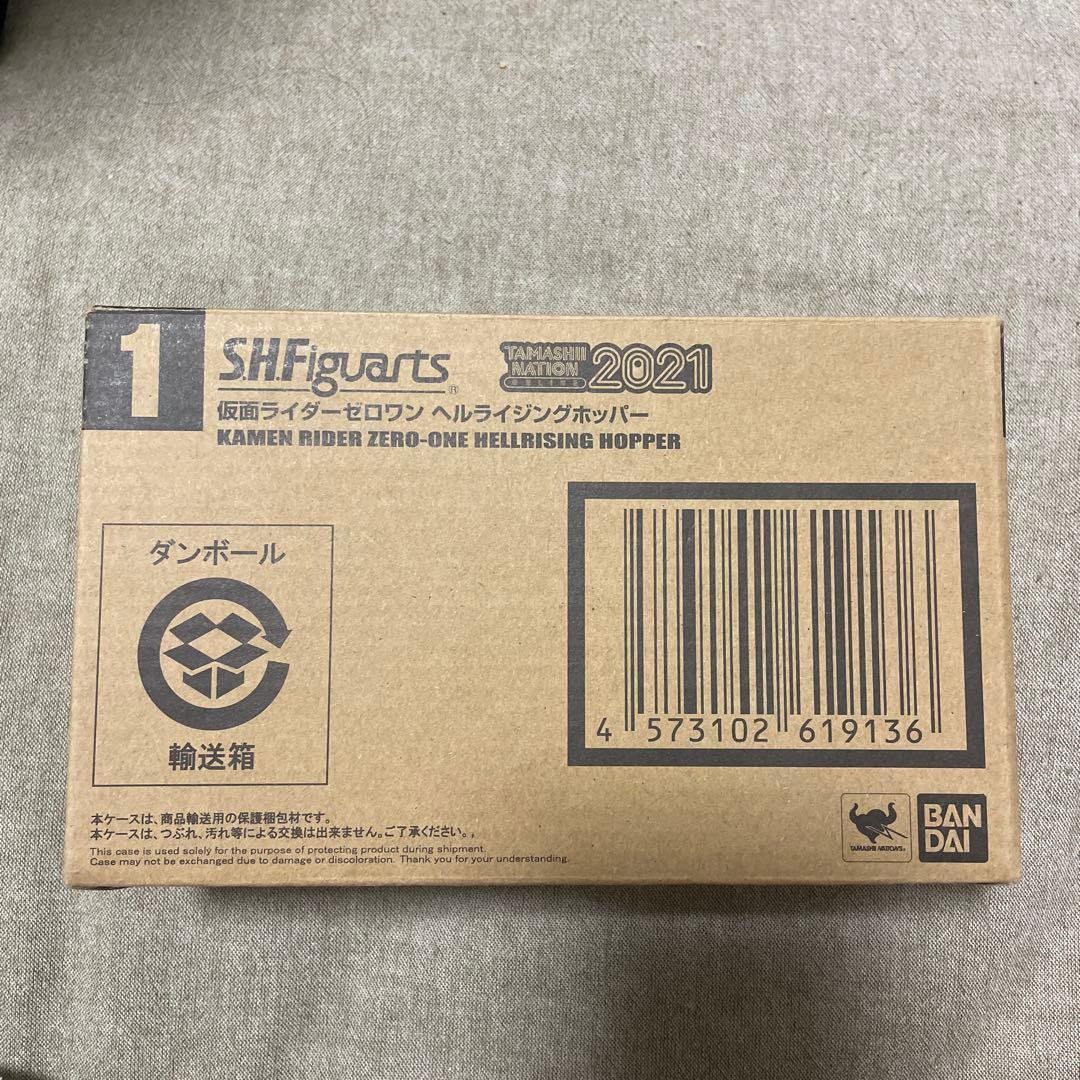 1
S.H.Figuarts®
TAMASHII NATION ONLINE 2021
仮面ライダーゼロワン ヘルライジングホッパー
KAMEN RIDER ZERO-ONE HELLRISING HOPPER
ダンボール
輸送箱
4 573102 619136
本ケースは、商品輸送用の保護梱包材です。
本ケースは、つぶれ、汚れ等による交換は出来ません。ご了承ください。
This case is used solely for the purpose of protecting product during shipment.
Case may not be exchanged due to damage or discoloration. Thank you for your understanding.
TAMASHII NATIONS®
BAN
DAI